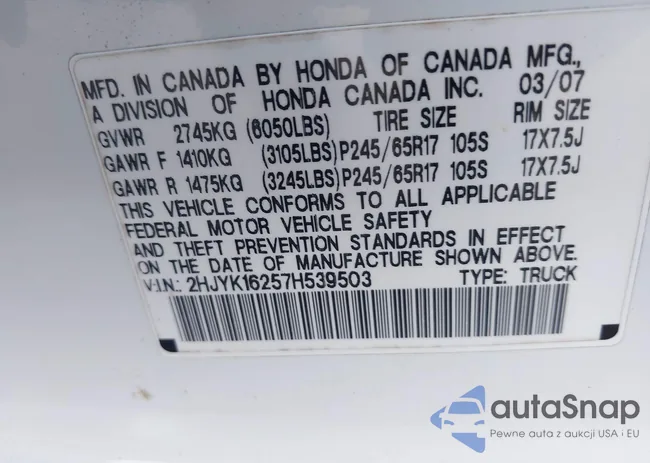 MFD. IN CANADA BY HONDA OF CANADA MFG.,
A DIVISION OF HONDA CANADA INC. 03/07
GVWR 2745KG (6050LBS) TIRE SIZE RIM SIZE
GAWR F 1410KG (3105LBS) P245/65R17 105S 17X7.5J
GAWR R 1475KG (3245LBS) P245/65R17 105S 17X7.5J
THIS VEHICLE CONFORMS TO ALL APPLICABLE
FEDERAL MOTOR VEHICLE SAFETY
AND THEFT PREVENTION STANDARDS IN EFFECT
ON THE DATE OF MANUFACTURE SHOWN ABOVE.
V.I.N.: 2HJYK16257H539503 TYPE: TRUCK
autaSnap
Pewne auta z aukcji USA i EU